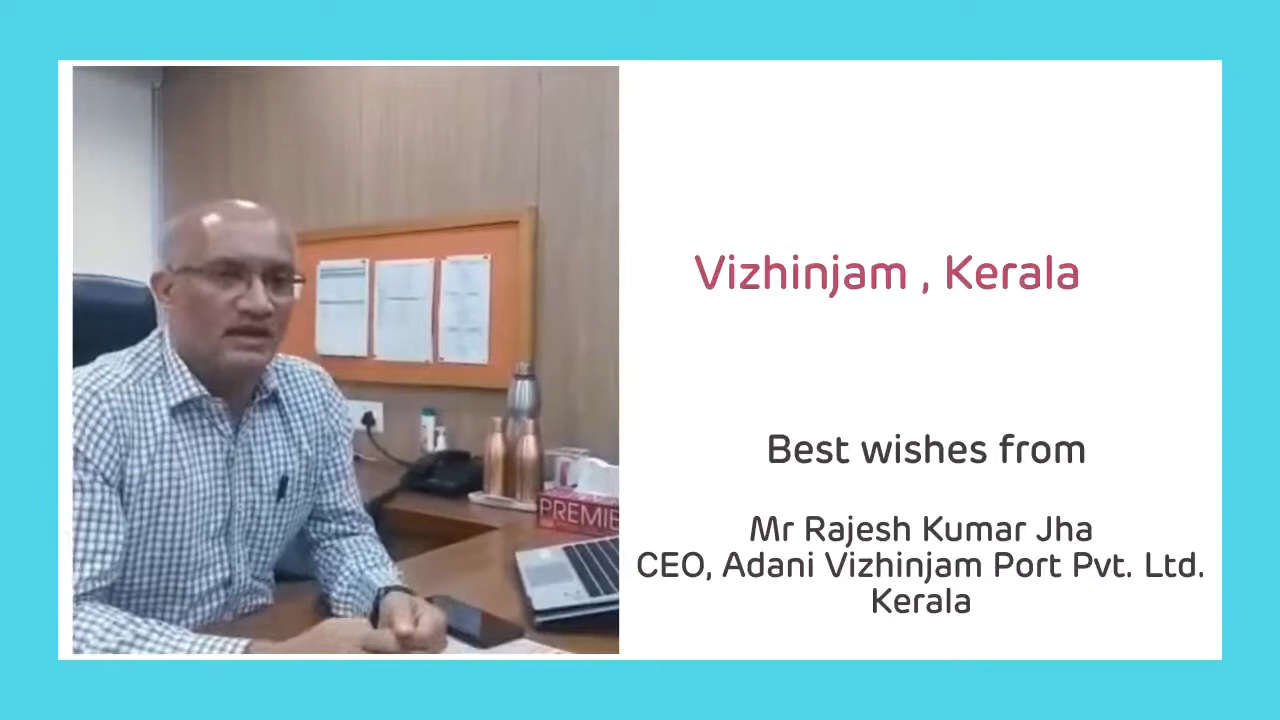 Vizhinjam , Kerala
Best wishes from
Mr Rajesh Kumar Jha
CEO, Adani Vizhinjam Port Pvt. Ltd.
Kerala
PREMIE